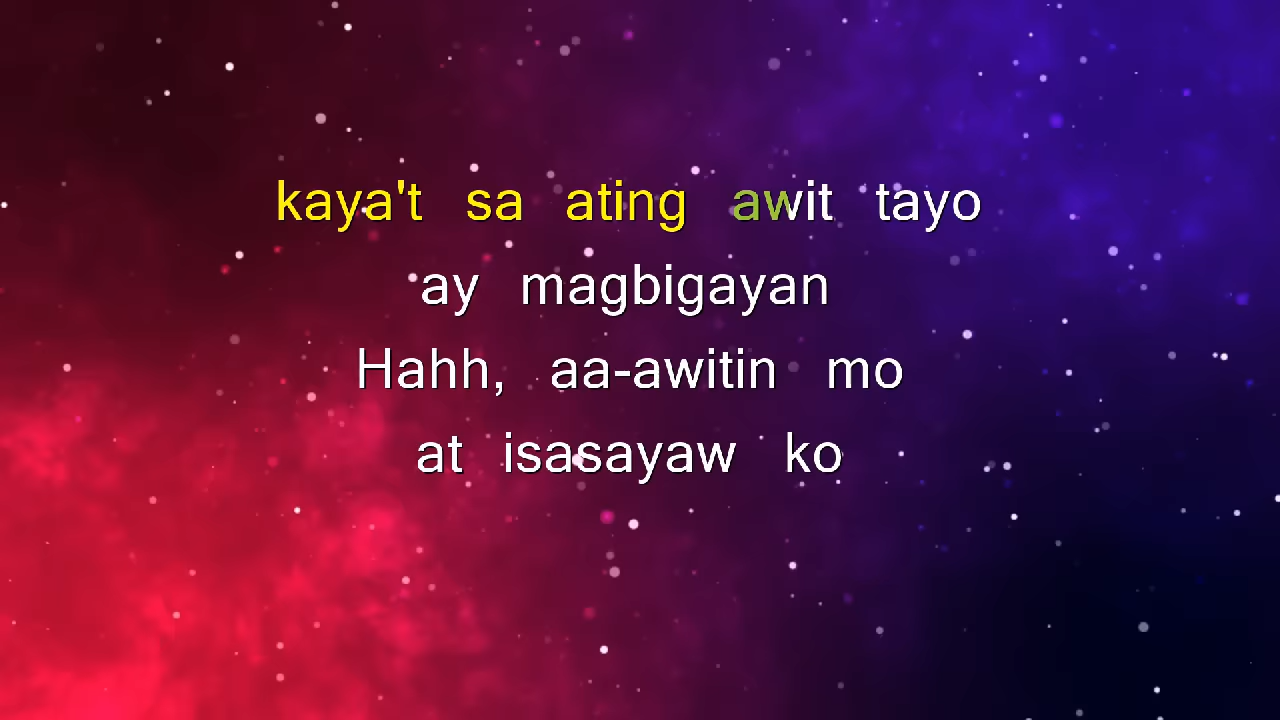 kaya't sa ating awit tayo
ay magbigayan
Hahh, aa-awitin mo
at isasayaw ko